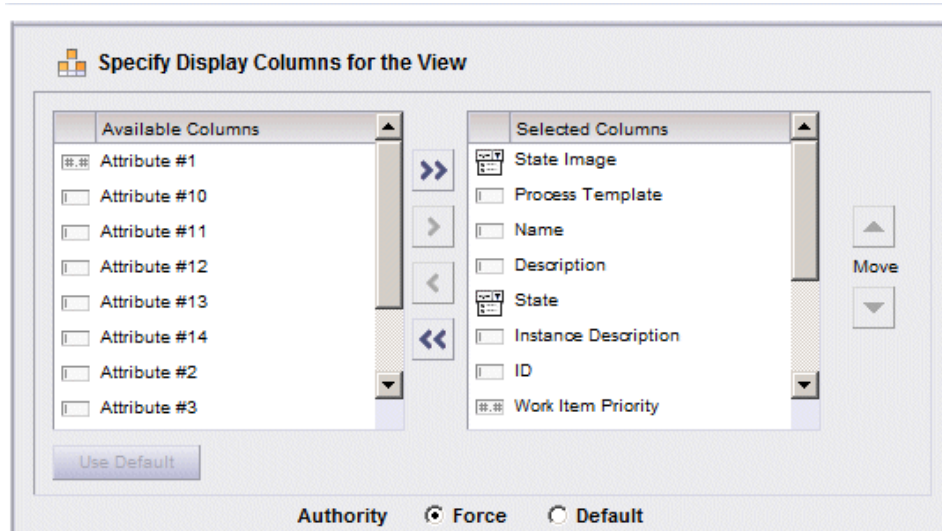 Specify Display Columns for the View
Available Columns
Attribute #1
Attribute #10
Attribute #11
Attribute #12
Attribute #13
Attribute #14
Attribute #2
Attribute #3
Selected Columns
State Image
Process Template
Name
Description
State
Instance Description
ID
Work Item Priority
Move
Use Default
Authority Force Default